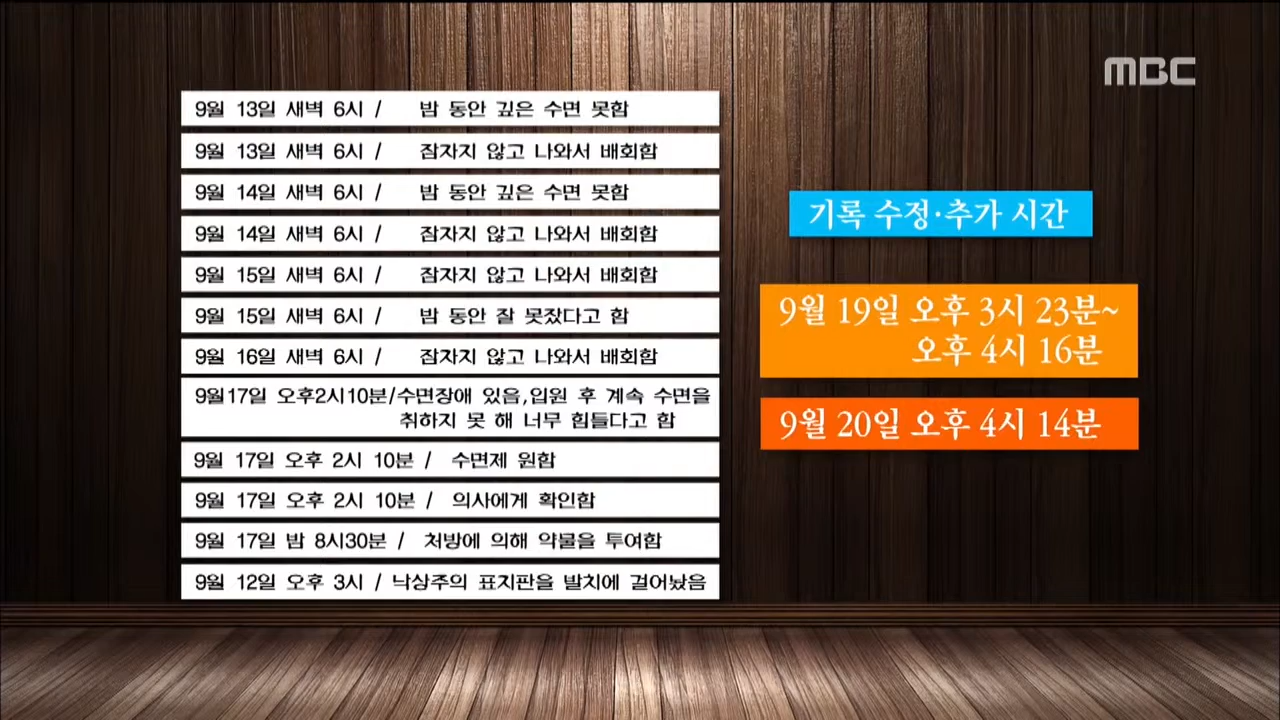 MBC
9월 13일 새벽 6시 / 밤 동안 깊은 수면 못함
9월 13일 새벽 6시 / 잠자지 않고 나와서 배회함
9월 14일 새벽 6시 / 밤 동안 깊은 수면 못함
9월 14일 새벽 6시 / 잠자지 않고 나와서 배회함
9월 15일 새벽 6시 / 잠자지 않고 나와서 배회함
9월 15일 새벽 6시 / 밤 동안 잘 못잤다고 함
9월 16일 새벽 6시 / 잠자지 않고 나와서 배회함
9월17일 오후2시10분/수면장애 있음,입원 후 계속 수면을
취하지 못 해 너무 힘들다고 함
9월 17일 오후 2시 10분 / 수면제 원함
9월 17일 오후 2시 10분 / 의사에게 확인함
9월 17일 밤 8시30분 / 처방에 의해 약물을 투여함
9월 12일 오후 3시 / 낙상주의 표지판을 발치에 걸어놨음
기록 수정·추가 시간
9월 19일 오후 3시 23분~
오후 4시 16분
9월 20일 오후 4시 14분